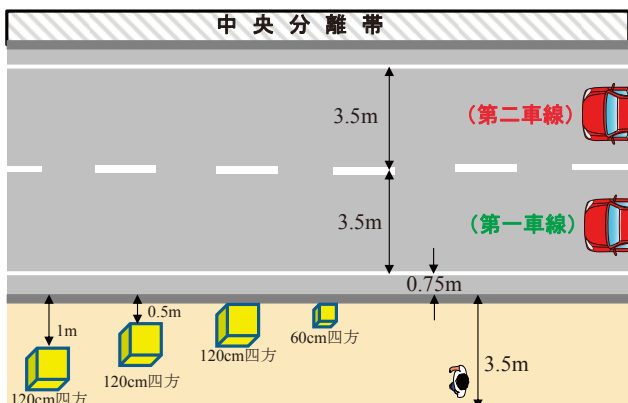 中央分離帯
3.5m
(第二車線)
3.5m
(第一車線)
0.75m
1m
0.5m
120cm四方
120cm四方
120cm四方
60cm四方
3.5m